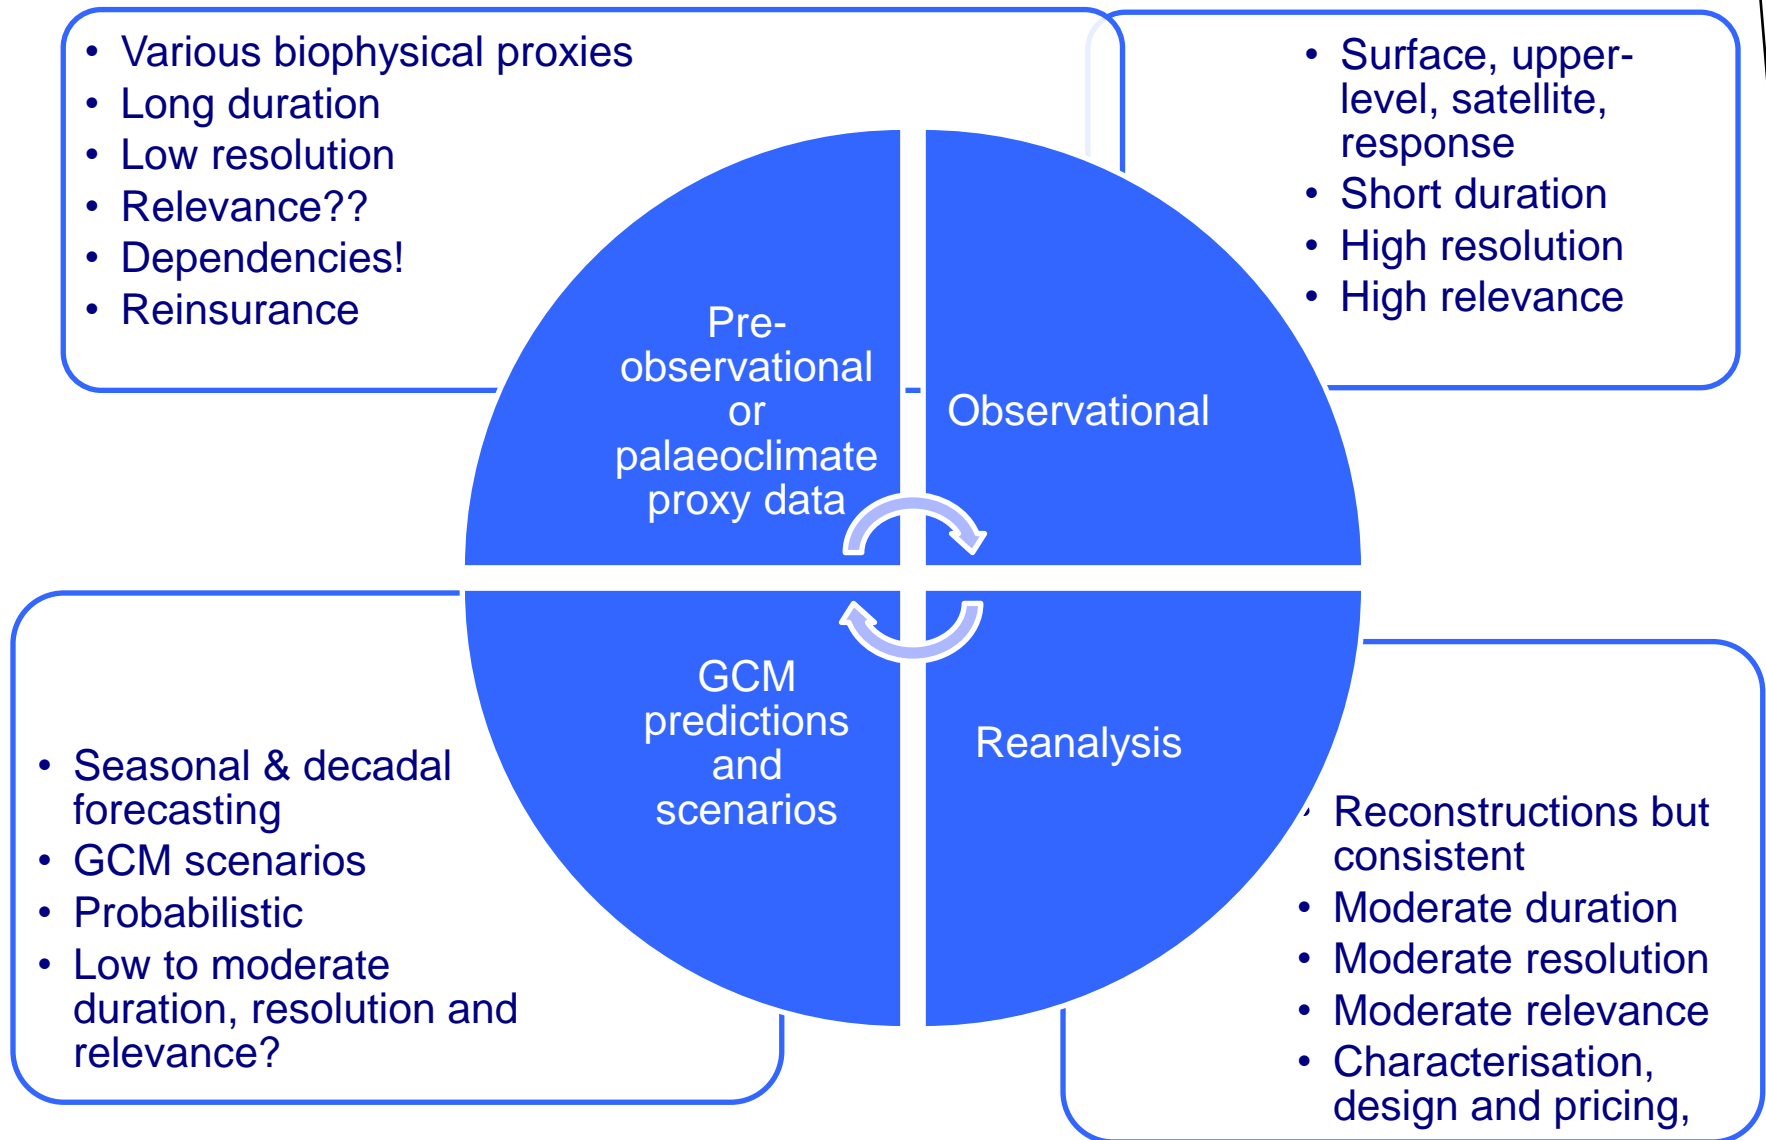 • Various biophysical proxies
• Long duration
• Low resolution
• Relevance??
• Dependencies!
• Reinsurance
• Surface, upper-
level, satellite,
response
• Short duration
• High resolution
• High relevance
Pre-
observational
or
palaeoclimate
proxy data
Observational
GCM
predictions
and
scenarios
Reanalysis
• Seasonal & decadal
forecasting
• GCM scenarios
• Probabilistic
• Low to moderate
duration, resolution and
relevance?
• Reconstructions but
consistent
• Moderate duration
• Moderate resolution
• Moderate relevance
• Characterisation,
design and pricing,